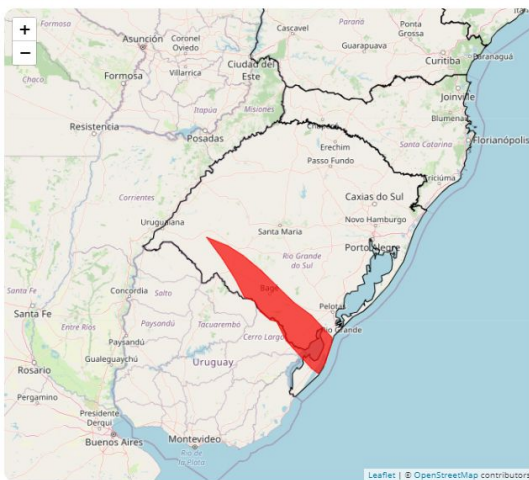 +
−
Asunción
Coronel
Oviedo
Cascavel
Paraná
Ponta
Grossa
Guarapuava
Curitiba
Paranaguá
Chaco
Formosa
Villarrica
Ciudad del
Este
Joinville
Itapúa
Misiones
Blumenau
Resistencia
Posadas
Chapecó
Santa Catarina
Florianópolis
Erechim
Passo Fundo
Corrientes
Criciúma
Caxias do Sul
Uruguaiana
Santa Maria
Novo Hamburgo
Porto Alegre
Rio Grande
do Sul
Santa Fe
Concordia
Salto
Bagé
Pelotas
Santa Fe
Rio Grande
Entre Ríos
Paysandú
Tacuarembó
Cerro Largo
Paysandú
Gualeguaychú
Uruguay
Rosario
Pergamino
Presidente
Derqui
Buenos Aires
Montevideo
Río de
la Plata
Leaflet | © OpenStreetMap contributors